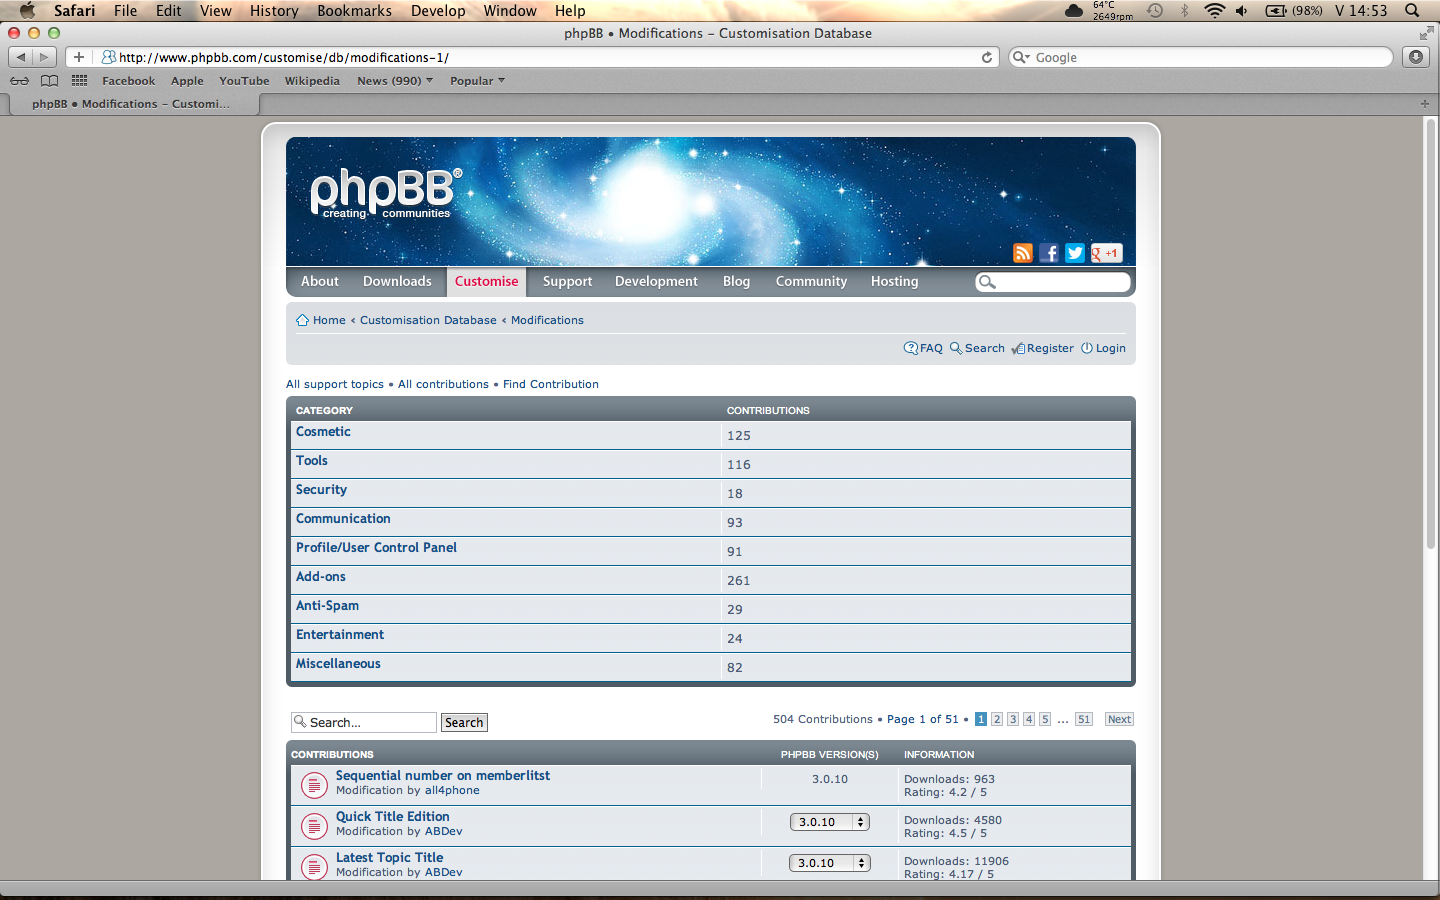 Safari File Edit View History Bookmarks Develop Window Help 64°C 2649rpm (98%) V 14:53
phpBB • Modifications – Customisation Database
http://www.phpbb.com/customise/db/modifications-1/ Google
Facebook Apple YouTube Wikipedia News (990) Popular
phpBB • Modifications – Customi...
phpBB®
creating communities
g +1
About Downloads Customise Support Development Blog Community Hosting
Home ‹ Customisation Database ‹ Modifications
FAQ Search Register Login
All support topics • All contributions • Find Contribution
CATEGORY CONTRIBUTIONS
Cosmetic 125
Tools 116
Security 18
Communication 93
Profile/User Control Panel 91
Add-ons 261
Anti-Spam 29
Entertainment 24
Miscellaneous 82
Search... Search 504 Contributions • Page 1 of 51 • 1 2 3 4 5 ... 51 Next
CONTRIBUTIONS PHPBB VERSION(S) INFORMATION
Sequential number on memberlitst 3.0.10 Downloads: 963
Modification by all4phone Rating: 4.2 / 5
Quick Title Edition 3.0.10 Downloads: 4580
Modification by ABDev Rating: 4.5 / 5
Latest Topic Title 3.0.10 Downloads: 11906
Modification by ABDev Rating: 4.17 / 5